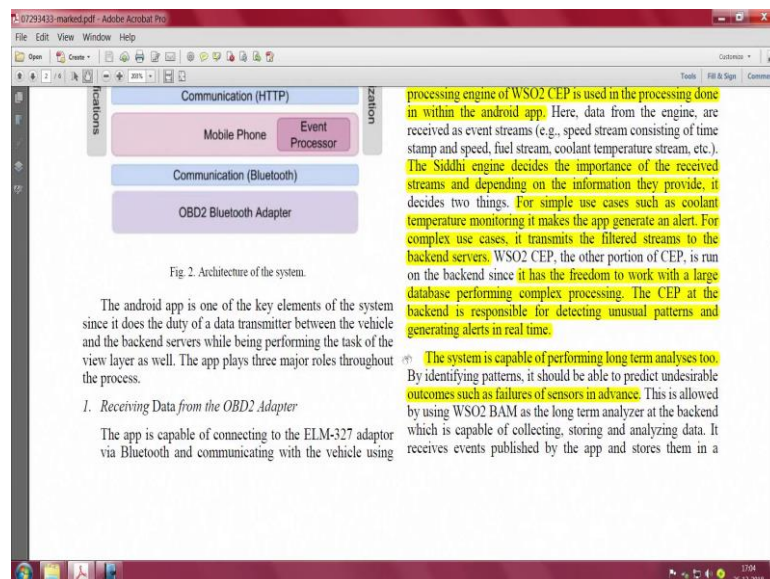 07293433-marked.pdf - Adobe Acrobat Pro
File Edit View Window Help
Open Create Customize
2 / 6 200% Tools Fill & Sign Comment
fications
Communication (HTTP)
Mobile Phone
Event
Processor
Communication (Bluetooth)
OBD2 Bluetooth Adapter
ization
Fig. 2. Architecture of the system.
The android app is one of the key elements of the system
since it does the duty of a data transmitter between the vehicle
and the backend servers while being performing the task of the
view layer as well. The app plays three major roles throughout
the process.
1. Receiving Data from the OBD2 Adapter
The app is capable of connecting to the ELM-327 adaptor
via Bluetooth and communicating with the vehicle using
processing engine of WSO2 CEP is used in the processing done
in within the android app. Here, data from the engine, are
received as event streams (e.g., speed stream consisting of time
stamp and speed, fuel stream, coolant temperature stream, etc.).
The Siddhi engine decides the importance of the received
streams and depending on the information they provide, it
decides two things. For simple use cases such as coolant
temperature monitoring it makes the app generate an alert. For
complex use cases, it transmits the filtered streams to the
backend servers. WSO2 CEP, the other portion of CEP, is run
on the backend since it has the freedom to work with a large
database performing complex processing. The CEP at the
backend is responsible for detecting unusual patterns and
generating alerts in real time.
The system is capable of performing long term analyses too.
By identifying patterns, it should be able to predict undesirable
outcomes such as failures of sensors in advance. This is allowed
by using WSO2 BAM as the long term analyzer at the backend
which is capable of collecting, storing and analyzing data. It
receives events published by the app and stores them in a
17:04